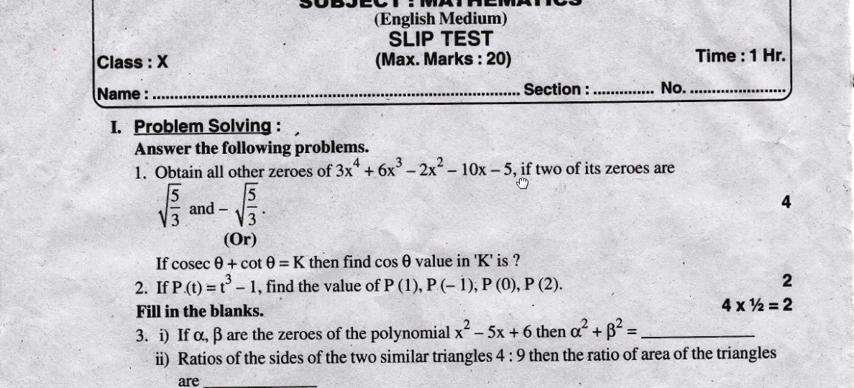 SUBJECT : MATHEMATICS
(English Medium)
SLIP TEST
Class : X (Max. Marks : 20) Time : 1 Hr.
Name : ........................................ Section : .............. No. ......................
I. Problem Solving :
Answer the following problems.
1. Obtain all other zeroes of 3x⁴ + 6x³ – 2x² – 10x – 5, if two of its zeroes are
√(5/3) and – √(5/3). 4
(Or)
If cosec θ + cot θ = K then find cos θ value in 'K' is ?
2. If P (t) = t³ – 1, find the value of P (1), P (– 1), P (0), P (2). 2
Fill in the blanks. 4 x ½ = 2
3. i) If α, β are the zeroes of the polynomial x² – 5x + 6 then α² + β² = ____________
ii) Ratios of the sides of the two similar triangles 4 : 9 then the ratio of area of the triangles
are ____________